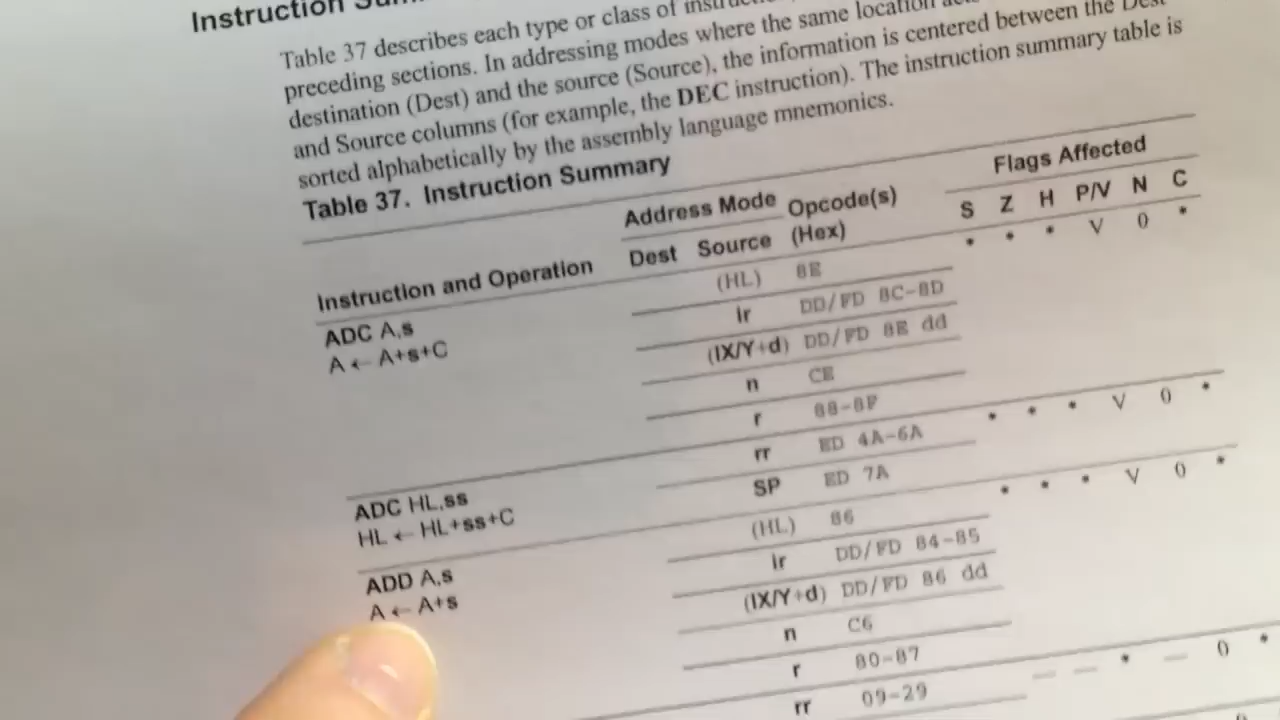 Instruction
Table 37 describes each type or class of
preceding sections. In addressing modes where the same location
destination (Dest) and the source (Source), the information is centered between the Dest
and Source columns (for example, the DEC instruction). The instruction summary table is
sorted alphabetically by the assembly language mnemonics.
Table 37. Instruction Summary
Address Mode Flags Affected
Instruction and Operation Dest Source Opcode(s) (Hex) S Z H P/V N C
ADC A,s (HL) 8E * * * V 0 *
A ← A+s+C ir DD/FD 8C-8D
(IX/Y+d) DD/FD 8E dd
n CE
r 88-8F
ADC HL,ss rr ED 4A-6A * * * V 0 *
HL ← HL+ss+C SP ED 7A
ADD A,s (HL) 86 * * * V 0 *
A ← A+s ir DD/FD 84-85
(IX/Y+d) DD/FD 86 dd
n C6
r 80-87
rr 09-29 — — * — 0 *